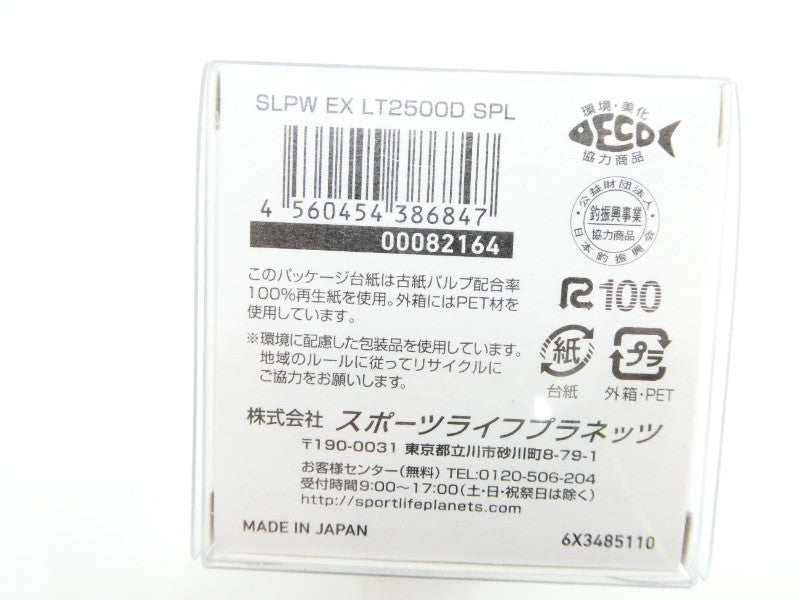 SLPW EX LT2500D SPL
4 560454 386847
00082164
環境・美化
DECO
協力商品
公益財団法人
釣振興事業
協力商品
日本釣振興会
このパッケージ台紙は古紙パルプ配合率
100%再生紙を使用。外箱にはPET材を
使用しています。
※環境に配慮した包装品を使用しています。
地域のルールに従ってリサイクルに
ご協力をお願いします。
R100
紙
プラ
台紙
外箱・PET
株式会社 スポーツライフプラネッツ
〒190-0031 東京都立川市砂川町8-79-1
お客様センター(無料) TEL:0120-506-204
受付時間9:00~17:00(土・日・祝祭日は除く)
http://sportlifeplanets.com
MADE IN JAPAN
6X3485110